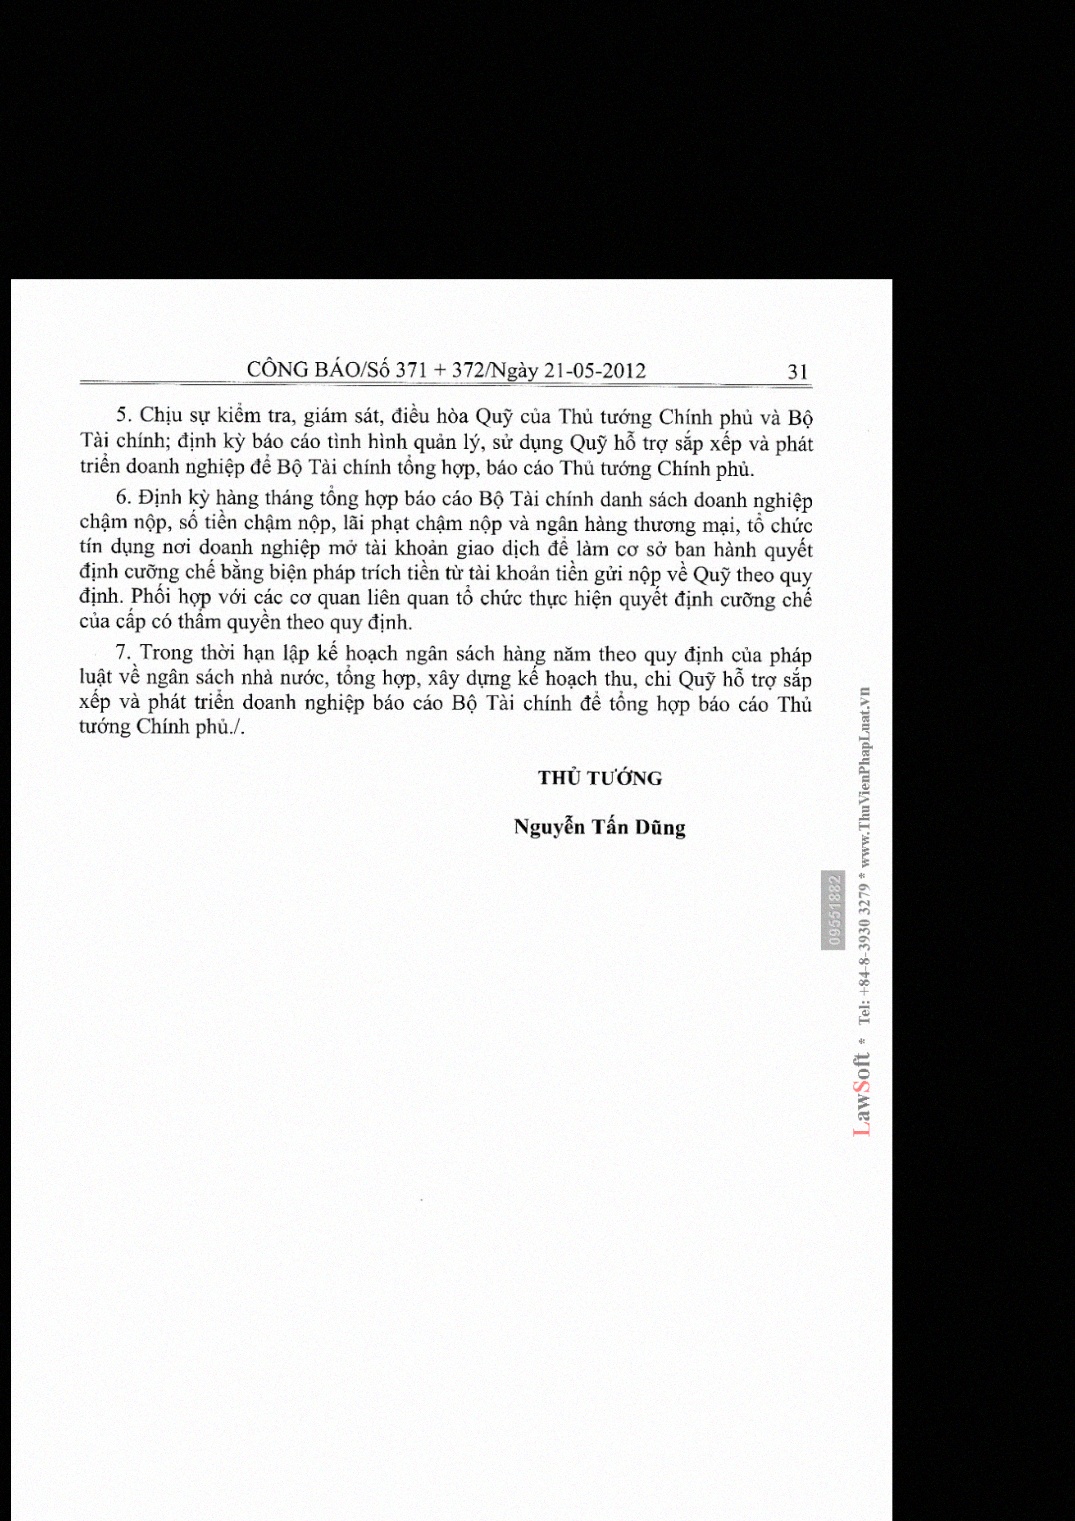 CÔNG BÁO/Số 371 + 372/Ngày 21-05-2012 31
5. Chịu sự kiểm tra, giám sát, điều hòa Quỹ của Thủ tướng Chính phủ và Bộ
Tài chính; định kỳ báo cáo tình hình quản lý, sử dụng Quỹ hỗ trợ sắp xếp và phát
triển doanh nghiệp để Bộ Tài chính tổng hợp, báo cáo Thủ tướng Chính phủ.
6. Định kỳ hàng tháng tổng hợp báo cáo Bộ Tài chính danh sách doanh nghiệp
chậm nộp, số tiền chậm nộp, lãi phạt chậm nộp và ngân hàng thương mại, tổ chức
tín dụng nơi doanh nghiệp mở tài khoản giao dịch để làm cơ sở ban hành quyết
định cưỡng chế bằng biện pháp trích tiền từ tài khoản tiền gửi nộp về Quỹ theo quy
định. Phối hợp với các cơ quan liên quan tổ chức thực hiện quyết định cưỡng chế
của cấp có thẩm quyền theo quy định.
7. Trong thời hạn lập kế hoạch ngân sách hàng năm theo quy định của pháp
luật về ngân sách nhà nước, tổng hợp, xây dựng kế hoạch thu, chi Quỹ hỗ trợ sắp
xếp và phát triển doanh nghiệp báo cáo Bộ Tài chính để tổng hợp báo cáo Thủ
tướng Chính phủ./.
THỦ TƯỚNG
Nguyễn Tấn Dũng
09551882
LawSoft * Tel: +84-8-3930 3279 * www.ThuVienPhapLuat.vn